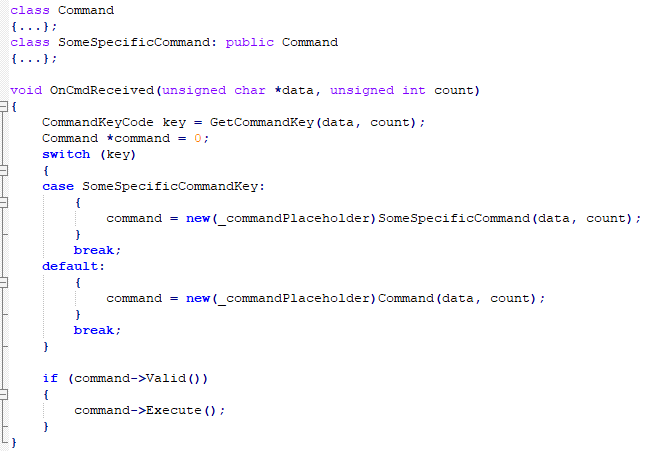 class Command
{...};
class SomeSpecificCommand: public Command
{...};

void OnCmdReceived(unsigned char *data, unsigned int count)
{
    CommandKeyCode key = GetCommandKey(data, count);
    Command *command = 0;
    switch (key)
    {
    case SomeSpecificCommandKey:
        {
            command = new(_commandPlaceholder)SomeSpecificCommand(data, count);
        }
        break;
    default:
        {
            command = new(_commandPlaceholder)Command(data, count);
        }
        break;
    }

    if (command->Valid())
    {
        command->Execute();
    }
}